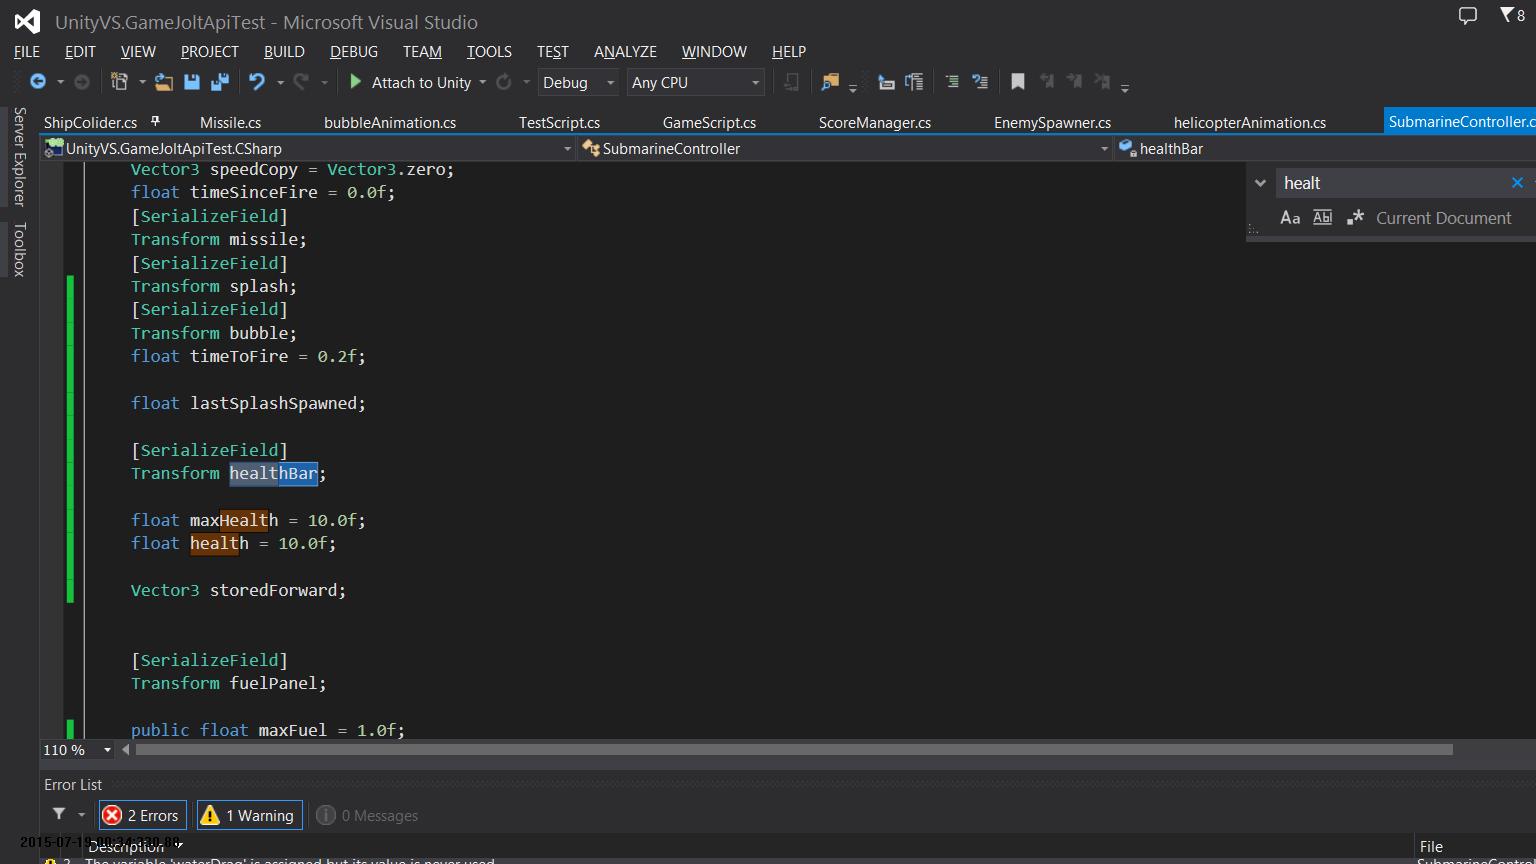 UnityVS.GameJoltApiTest - Microsoft Visual Studio
8
FILE EDIT VIEW PROJECT BUILD DEBUG TEAM TOOLS TEST ANALYZE WINDOW HELP
Attach to Unity Debug Any CPU
Server Explorer
Toolbox
ShipColider.cs Missile.cs bubbleAnimation.cs TestScript.cs GameScript.cs ScoreManager.cs EnemySpawner.cs helicopterAnimation.cs SubmarineController.c
UnityVS.GameJoltApiTest.CSharp SubmarineController healthBar
healt
Aa Abl .* Current Document
Vector3 speedCopy = Vector3.zero;
float timeSinceFire = 0.0f;
[SerializeField]
Transform missile;
[SerializeField]
Transform splash;
[SerializeField]
Transform bubble;
float timeToFire = 0.2f;
float lastSplashSpawned;
[SerializeField]
Transform healthBar;
float maxHealth = 10.0f;
float health = 10.0f;
Vector3 storedForward;
[SerializeField]
Transform fuelPanel;
public float maxFuel = 1.0f;
110 %
Error List
2 Errors 1 Warning 0 Messages
Description File
The variable 'waterDrag' is assigned but its value is never used SubmarineContro